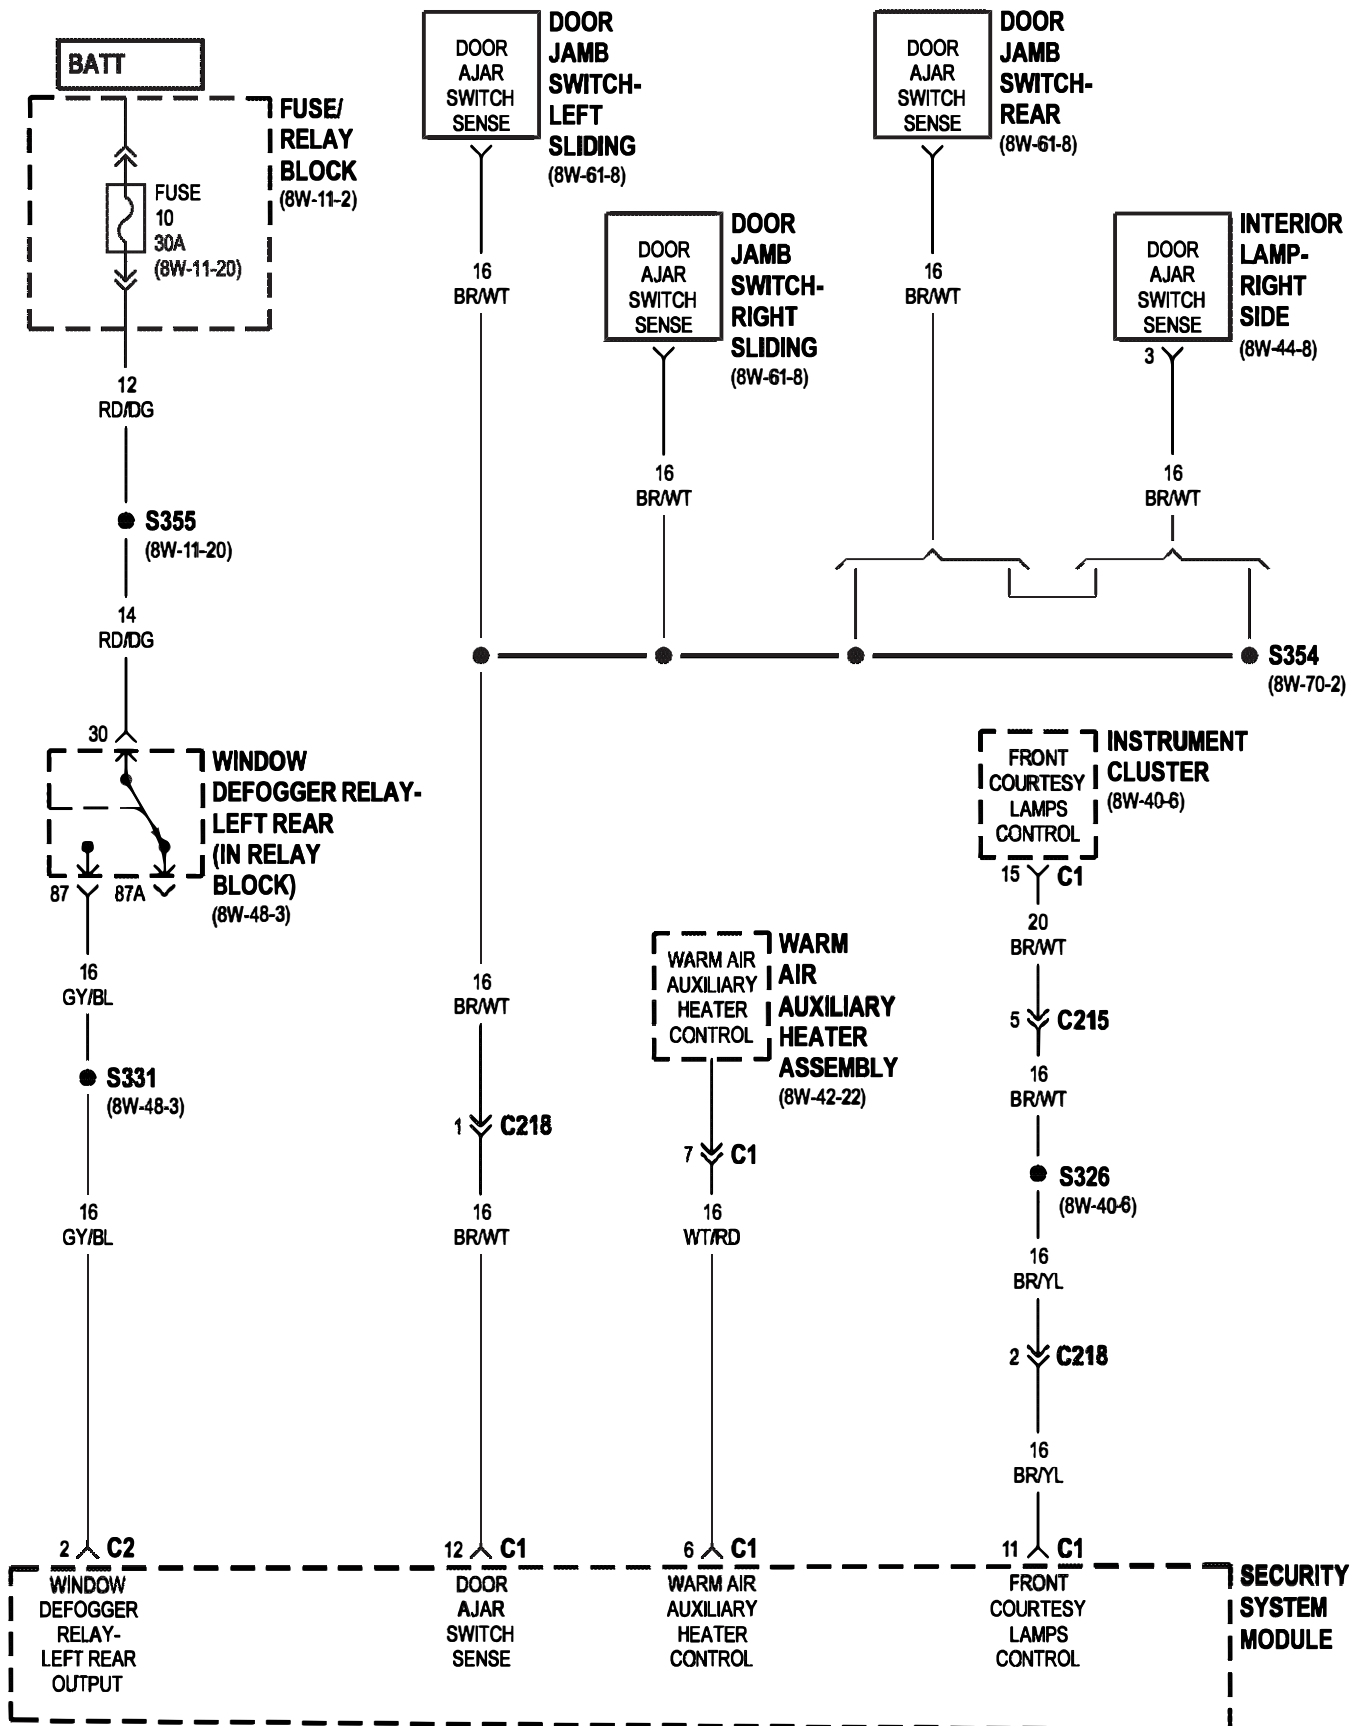 BATT
FUSE/
RELAY
BLOCK
(8W-11-2)
FUSE
10
30A
(8W-11-20)
12
RD/DG
S355
(8W-11-20)
14
RD/DG
30
WINDOW
DEFOGGER RELAY-
LEFT REAR
(IN RELAY
BLOCK)
(8W-48-3)
87
87A
16
GY/BL
S331
(8W-48-3)
16
GY/BL
2
C2
DOOR
AJAR
SWITCH
SENSE
DOOR
JAMB
SWITCH-
LEFT
SLIDING
(8W-61-8)
16
BR/WT
DOOR
AJAR
SWITCH
SENSE
DOOR
JAMB
SWITCH-
RIGHT
SLIDING
(8W-61-8)
16
BR/WT
DOOR
AJAR
SWITCH
SENSE
DOOR
JAMB
SWITCH-
REAR
(8W-61-8)
16
BR/WT
DOOR
AJAR
SWITCH
SENSE
INTERIOR
LAMP-
RIGHT
SIDE
(8W-44-8)
3
16
BR/WT
S354
(8W-70-2)
16
BR/WT
1
C218
16
BR/WT
12
C1
WARM AIR
AUXILIARY
HEATER
CONTROL
WARM
AIR
AUXILIARY
HEATER
ASSEMBLY
(8W-42-22)
7
C1
16
WT/RD
6
C1
FRONT
COURTESY
LAMPS
CONTROL
INSTRUMENT
CLUSTER
(8W-40-6)
15
C1
20
BR/WT
5
C215
16
BR/WT
S326
(8W-40-6)
16
BR/YL
2
C218
16
BR/YL
11
C1
WINDOW
DEFOGGER
RELAY-
LEFT REAR
OUTPUT
DOOR
AJAR
SWITCH
SENSE
WARM AIR
AUXILIARY
HEATER
CONTROL
FRONT
COURTESY
LAMPS
CONTROL
SECURITY
SYSTEM
MODULE